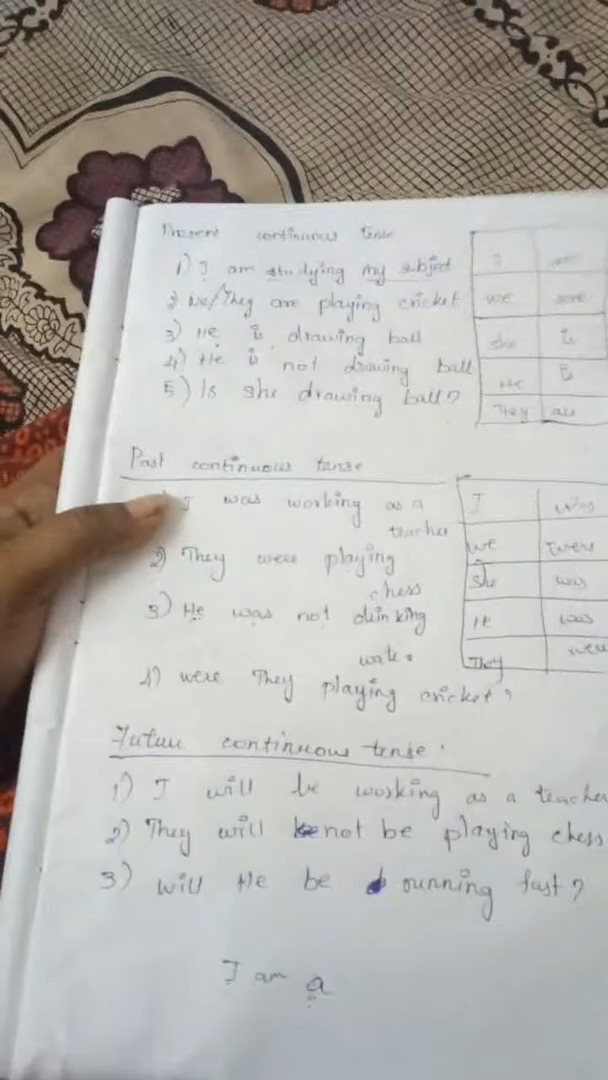 Present continuous tense
1) I am studying my subject
2) We/They are playing cricket
3) He is drawing ball
4) He is not drawing ball
5) Is she drawing ball?
I
we
she is
He is
They
Past continuous tense
1) I was working as a
teacher
2) They were playing
chess
3) He was not drinking
water
4) were They playing cricket?
I was
we were
She was
He was
They were
Future continuous tense.
1) I will be working as a teacher
2) They will not be playing chess
3) will He be running fast?
I am a